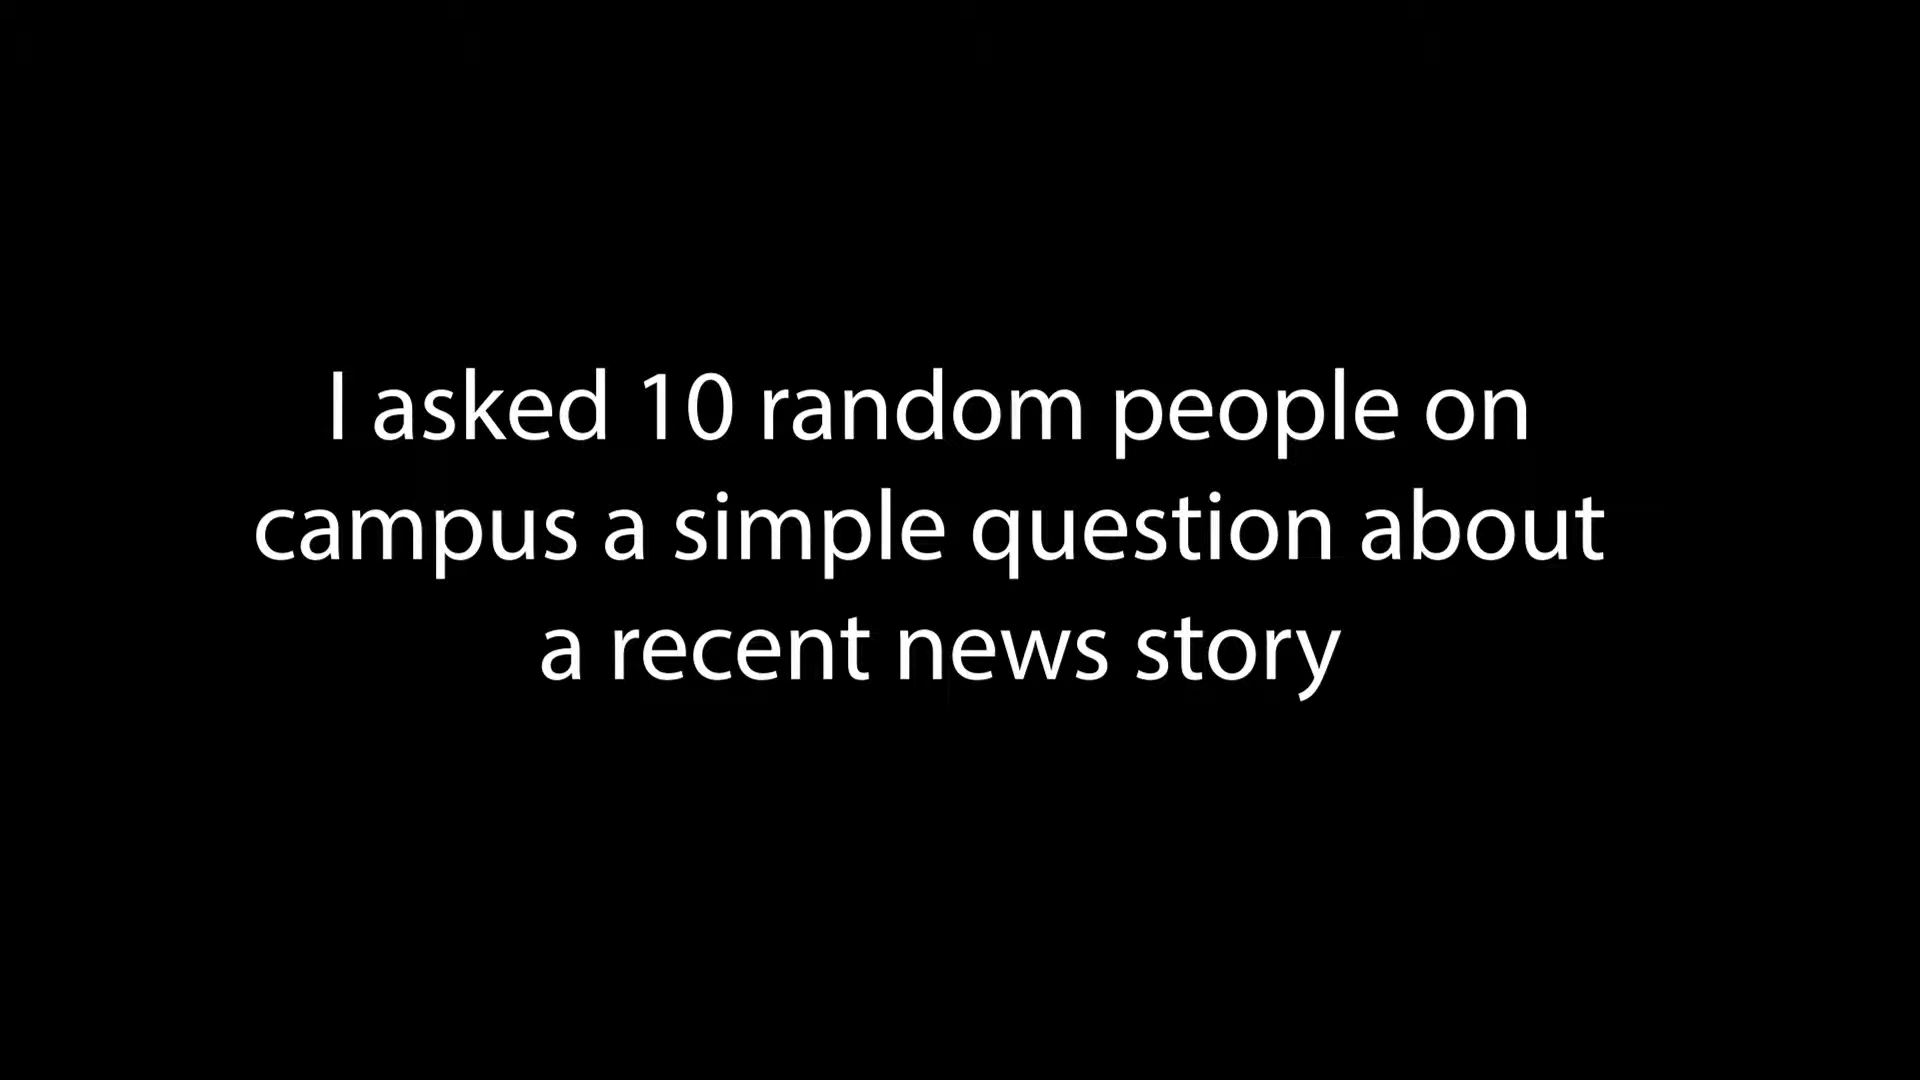 I asked 10 random people on
campus a simple question about
a recent news story